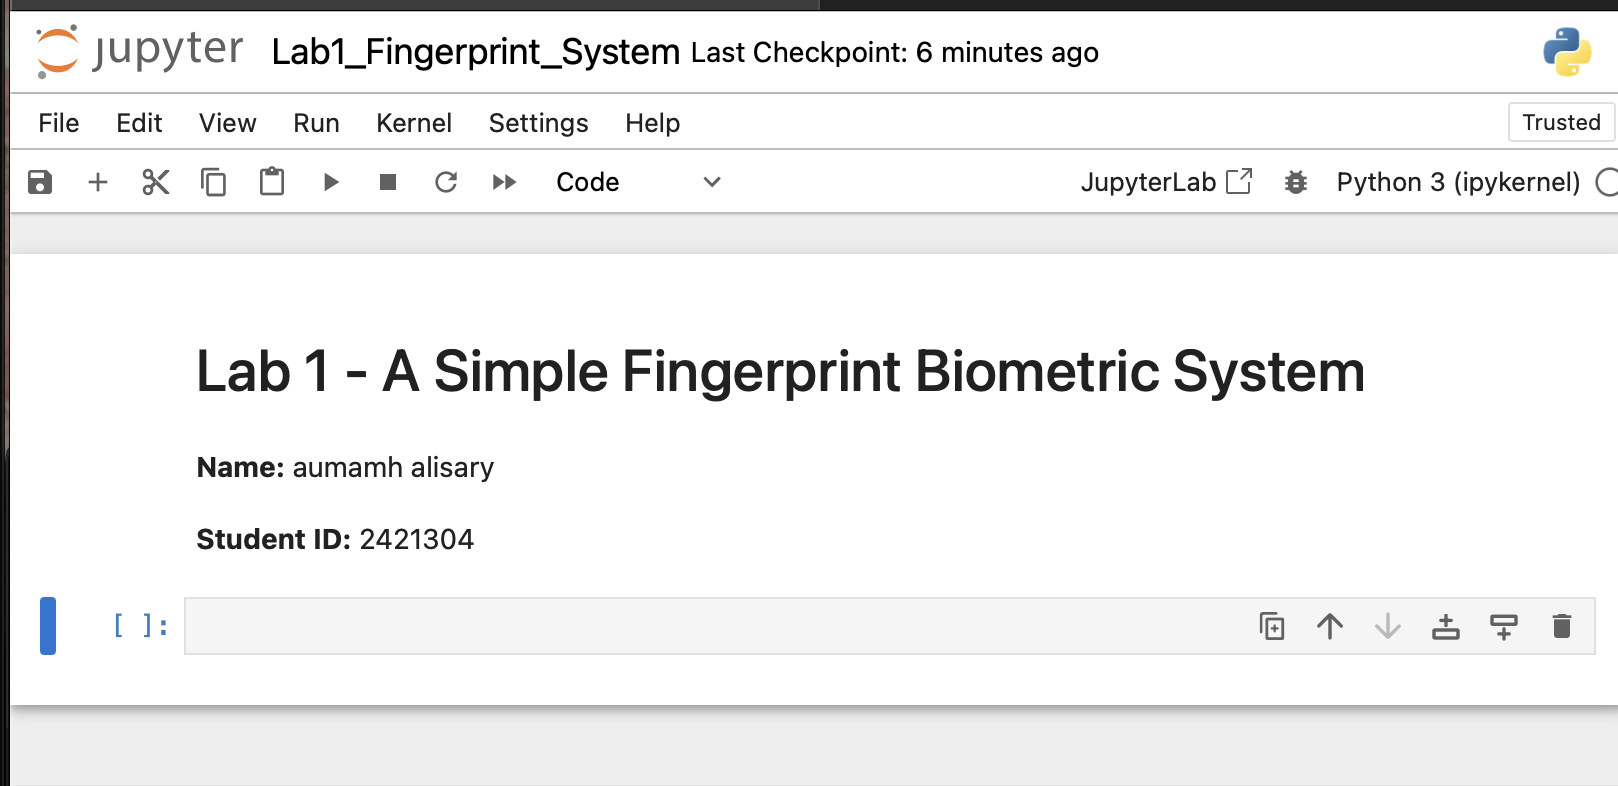 jupyter Lab1_Fingerprint_System Last Checkpoint: 6 minutes ago
File Edit View Run Kernel Settings Help Trusted
Code JupyterLab Python 3 (ipykernel)
Lab 1 - A Simple Fingerprint Biometric System
Name: aumamh alisary
Student ID: 2421304
[ ]: